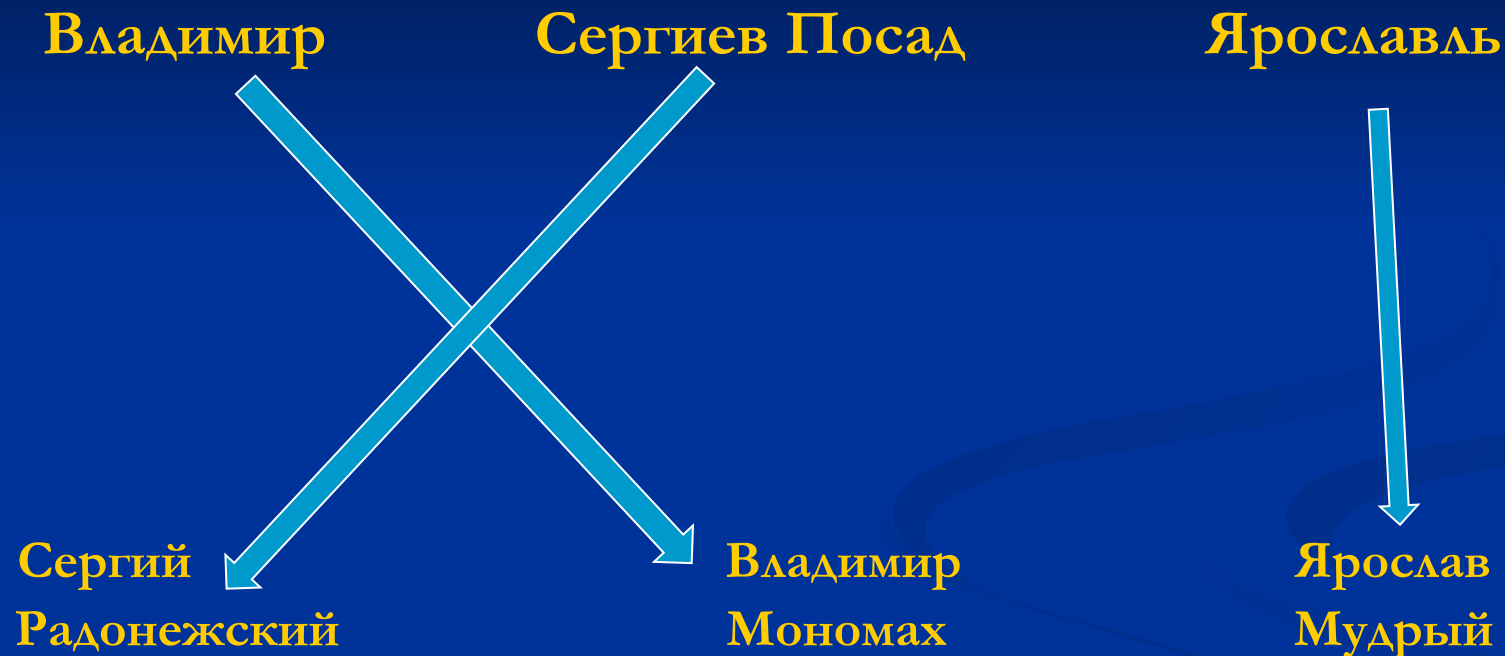 Владимир
Сергиев Посад
Ярославль
Сергий
Радонежский
Владимир
Мономах
Ярослав
Мудрый